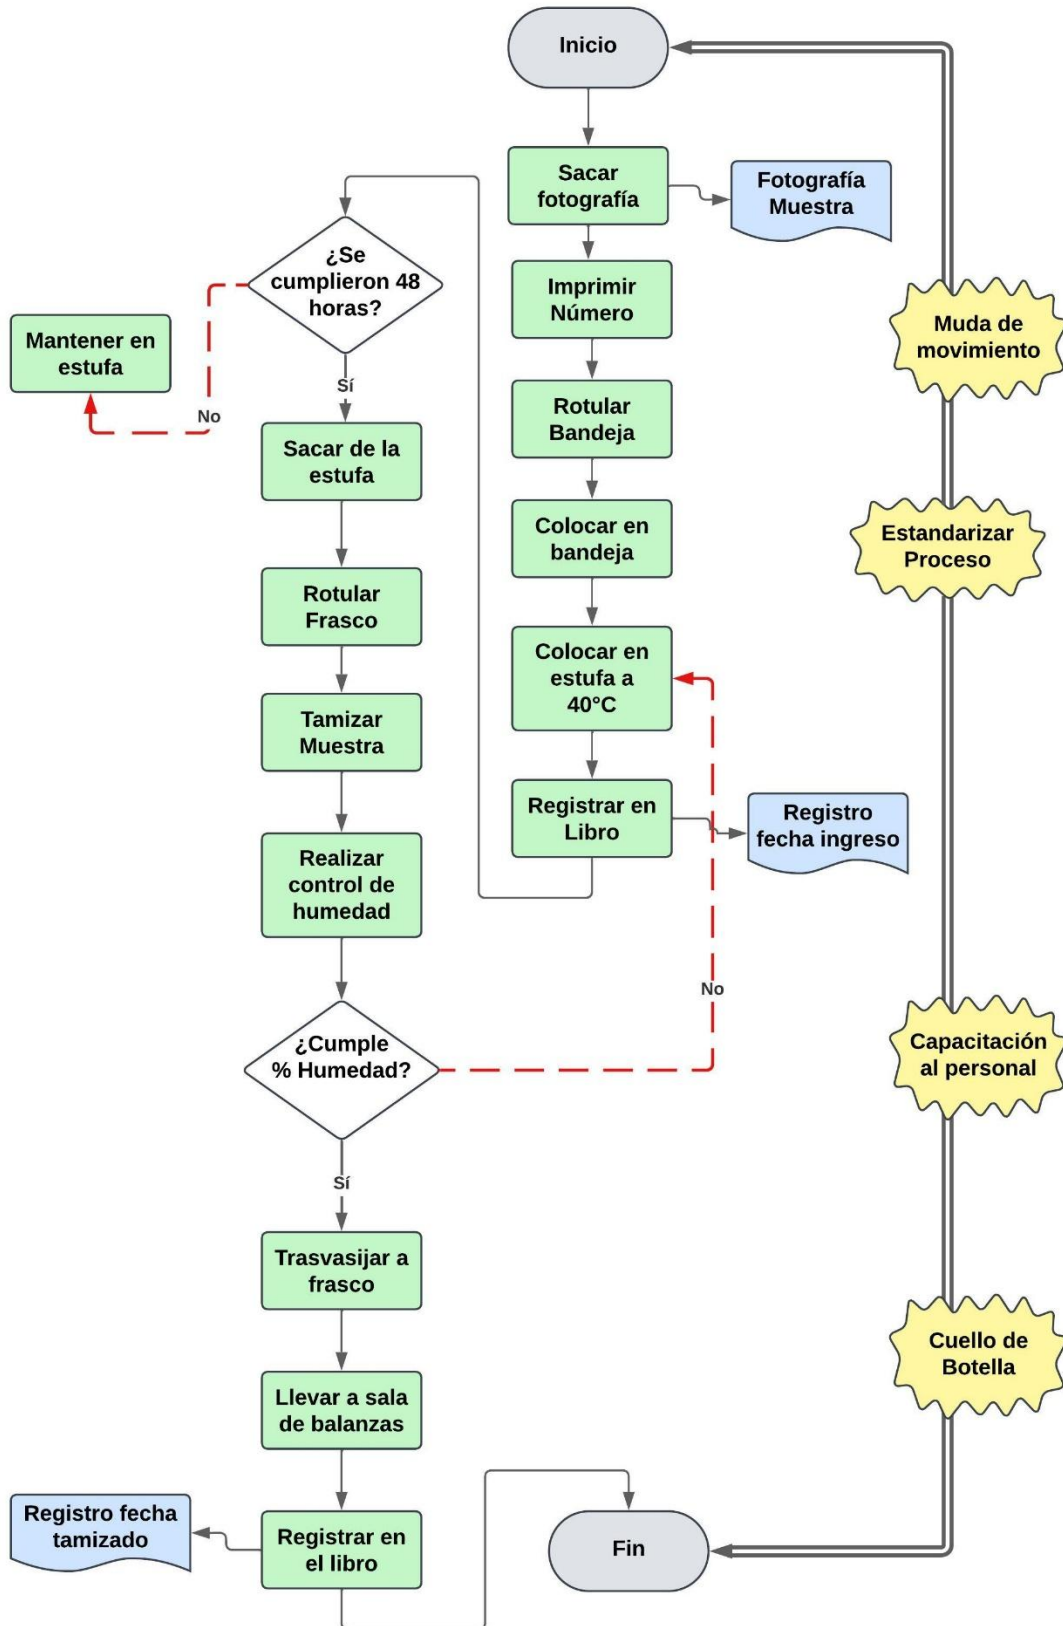 Inicio
Sacar
fotografía
Fotografía
Muestra
Imprimir
Número
Rotular
Bandeja
Colocar en
bandeja
Colocar en
estufa a
40°C
Registrar en
Libro
Registro
fecha ingreso
¿Se
cumplieron 48
horas?
No
Mantener en
estufa
Sí
Sacar de la
estufa
Rotular
Frasco
Tamizar
Muestra
Realizar
control de
humedad
¿Cumple
% Humedad?
No
Sí
Trasvasijar a
frasco
Llevar a sala
de balanzas
Registrar en
el libro
Registro fecha
tamizado
Fin
Muda de
movimiento
Estandarizar
Proceso
Capacitación
al personal
Cuello de
Botella